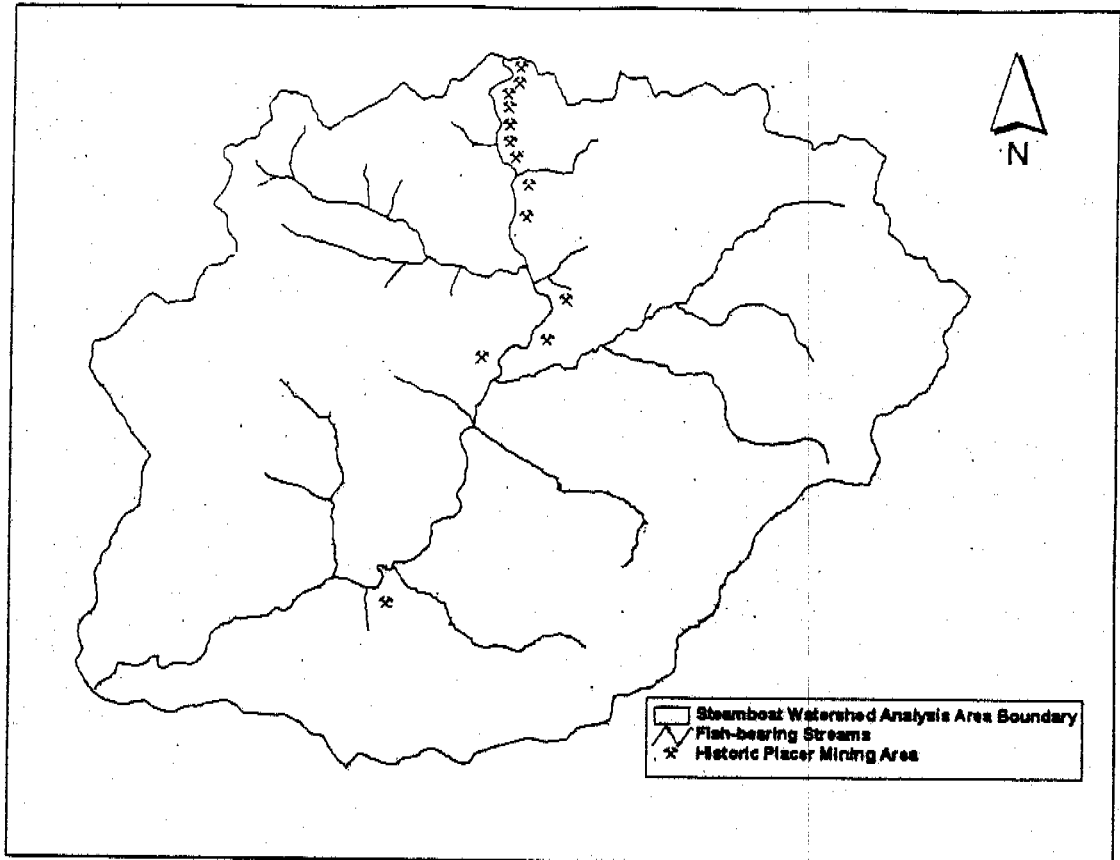 N
Steamboat Watershed Analysis Area Boundary
Fish-bearing Streams
Historic Placer Mining Area